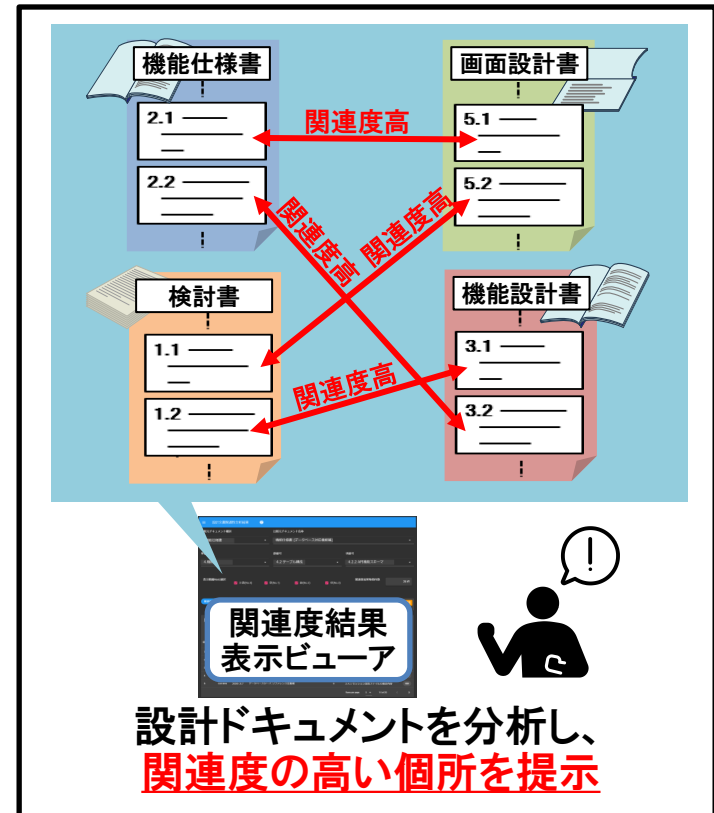 機能仕様書
2.1
2.2
画面設計書
5.1
5.2
関連度高
関連度高
関連度高
検討書
1.1
1.2
機能設計書
3.1
3.2
関連度高
関連度結果
表示ビューア
設計ドキュメントを分析し、
関連度の高い個所を提示